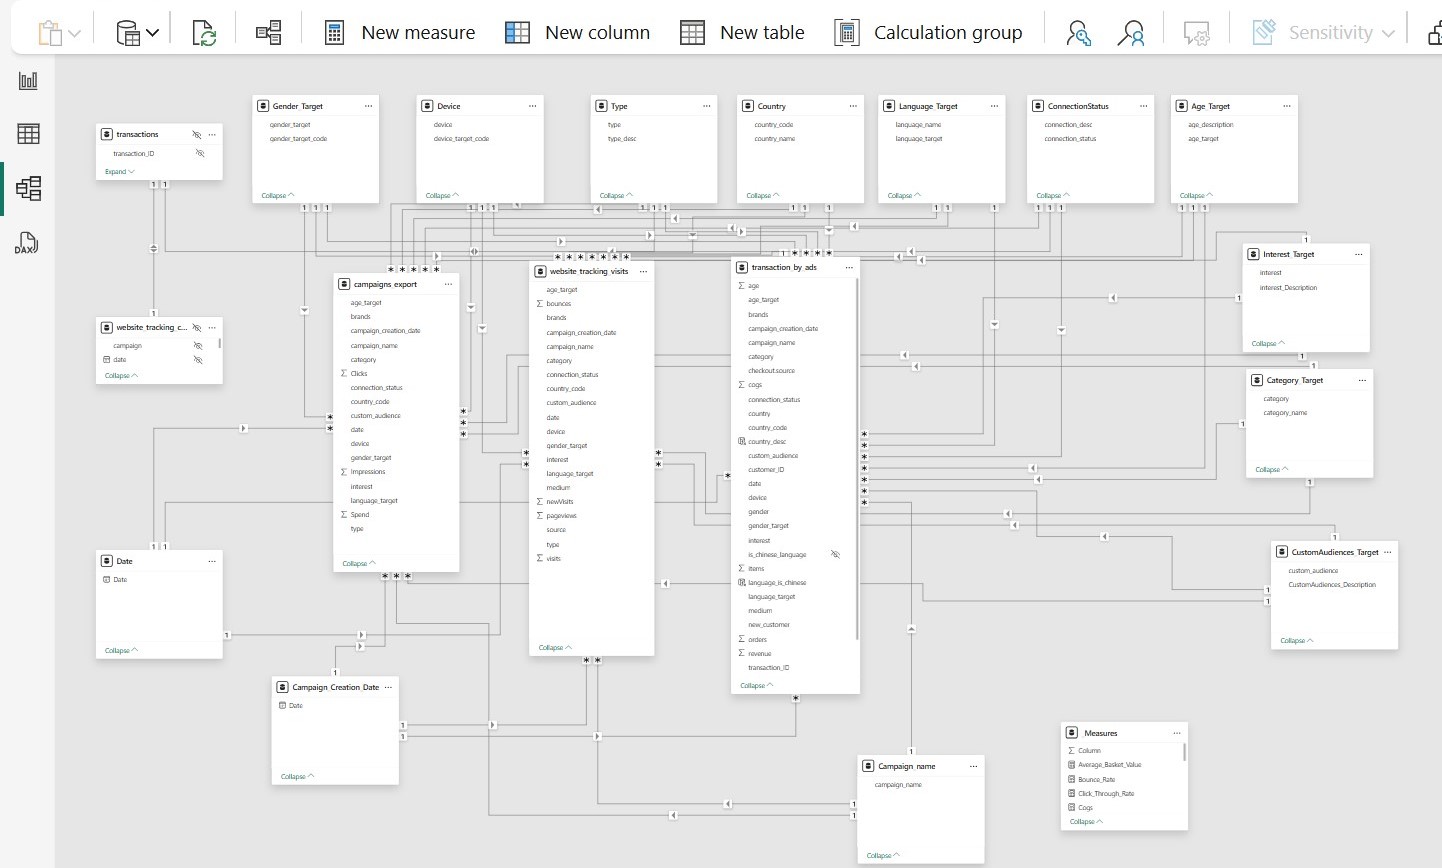 New measure
New column
New table
Calculation group
Sensitivity
DAX
transactions
transaction_ID
Expand
Gender_Target
gender_target
gender_target_code
Collapse
Device
device
device_target_code
Collapse
Type
type
type_desc
Collapse
Country
country_code
country_name
Collapse
Language_Target
language_name
language_target
Collapse
ConnectionStatus
connection_desc
connection_status
Collapse
Age_Target
age_description
age_target
Collapse
website_tracking_c...
campaign
date
Collapse
campaigns_export
age_target
brands
campaign_creation_date
campaign_name
category
Clicks
connection_status
country_code
custom_audience
date
device
gender_target
Impressions
interest
language_target
Spend
type
Collapse
website_tracking_visits
age_target
bounces
brands
campaign_creation_date
campaign_name
category
connection_status
country_code
custom_audience
date
device
gender_target
interest
language_target
medium
newVisits
pageviews
source
type
visits
Collapse
transaction_by_ads
age
age_target
brands
campaign_creation_date
campaign_name
category
checkout.source
cogs
connection_status
country
country_code
country_desc
custom_audience
customer_ID
date
device
gender
gender_target
interest
is_chinese_language
items
language_is_chinese
language_target
medium
new_customer
orders
revenue
transaction_ID
Collapse
Interest_Target
interest
interest_Description
Collapse
Category_Target
category
category_name
Collapse
CustomAudiences_Target
custom_audience
CustomAudiences_Description
Collapse
Date
Date
Collapse
Campaign_Creation_Date
Date
Collapse
Campaign_name
campaign_name
Collapse
Measures
Column
Average_Basket_Value
Bounce_Rate
Click_Through_Rate
Cogs
Collapse